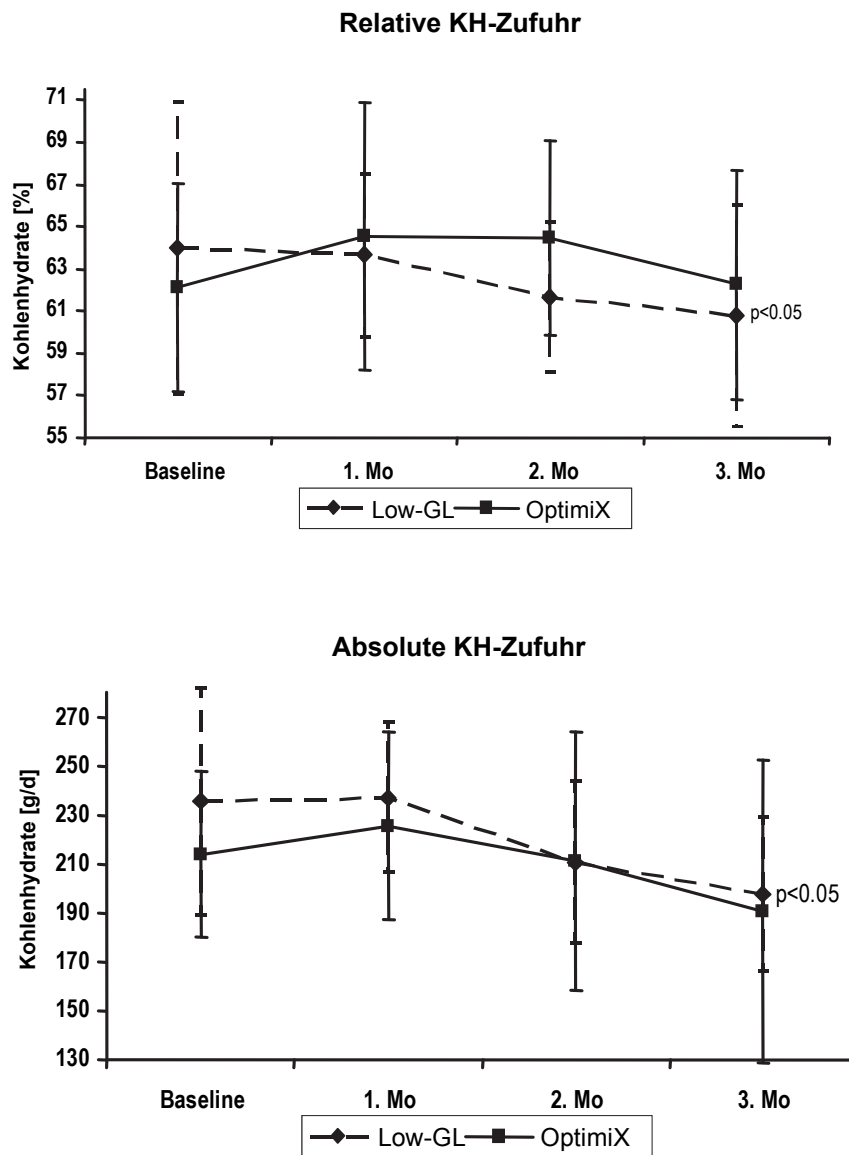 Relative KH-Zufuhr
Kohlenhydrate [%]
71
69
67
65
63
61
59
57
55
p<0.05
Baseline 1. Mo 2. Mo 3. Mo
Low-GL OptimiX
Absolute KH-Zufuhr
Kohlenhydrate [g/d]
270
250
230
210
190
170
150
130
p<0.05
Baseline 1. Mo 2. Mo 3. Mo
Low-GL OptimiX